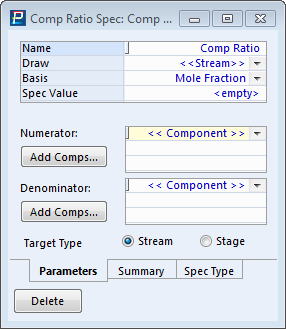 Comp Ratio Spec: Comp ...
Name Comp Ratio
Draw <<Stream>>
Basis Mole Fraction
Spec Value <empty>
Numerator: << Component >>
Add Comps...
Denominator: << Component >>
Add Comps...
Target Type Stream Stage
Parameters Summary Spec Type
Delete